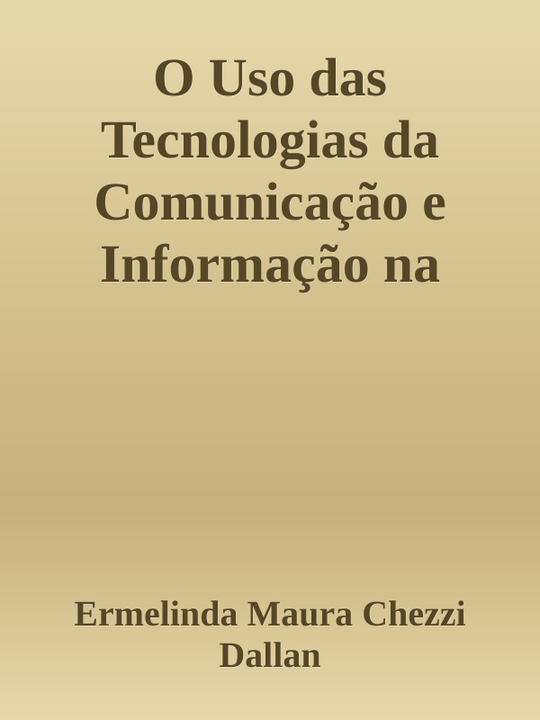 O Uso das
Tecnologias da
Comunicação e
Informação na
Ermelinda Maura Chezzi
Dallan